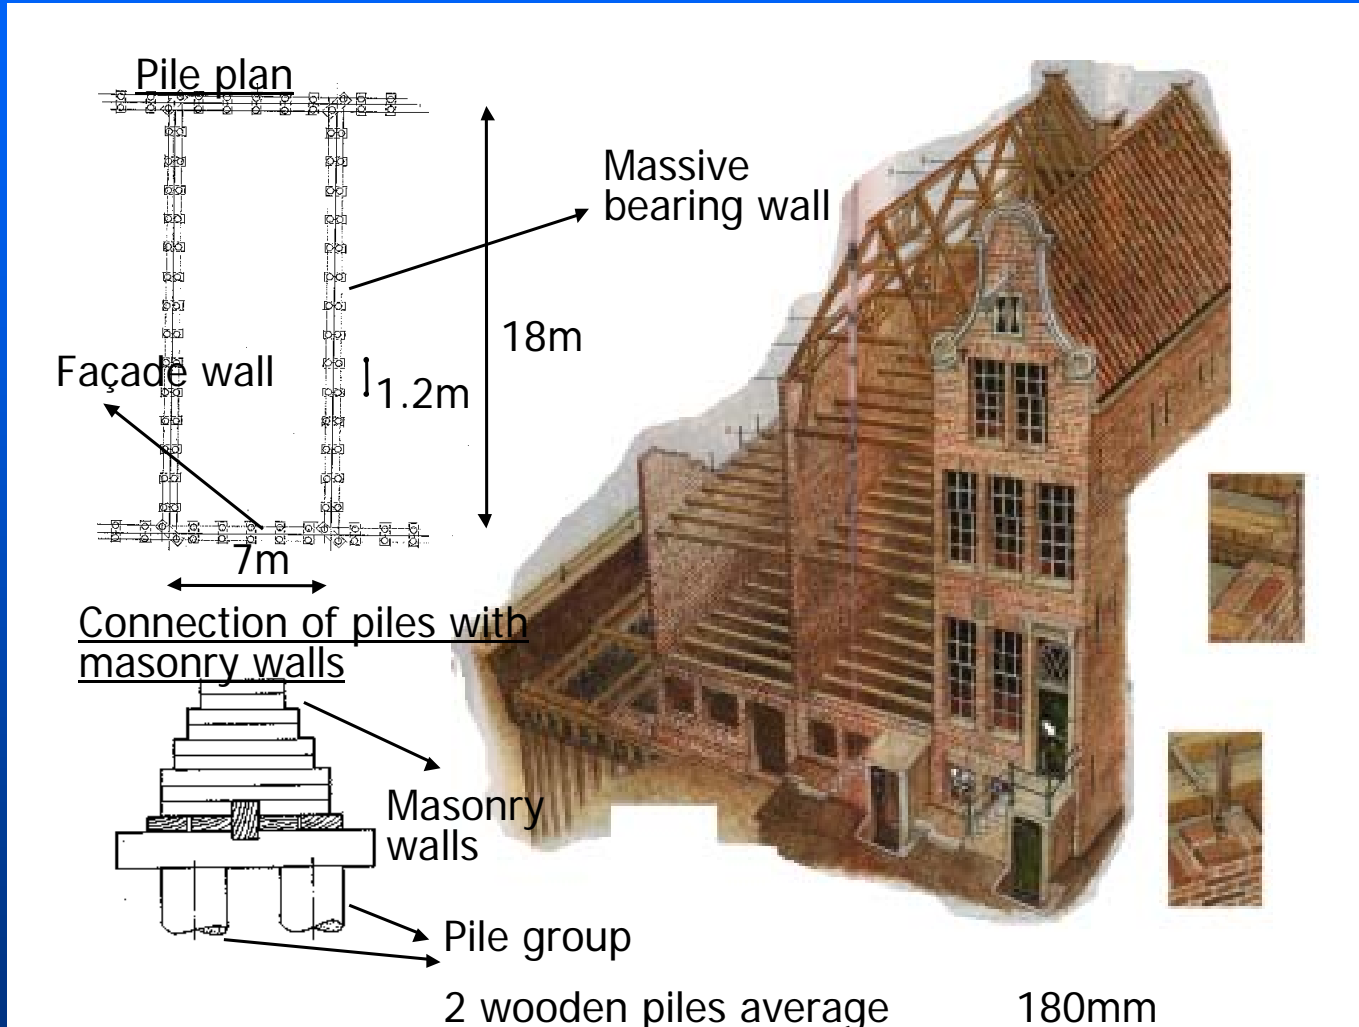 Pile plan
Massive
bearing wall
18m
Façade wall
1.2m
7m
Connection of piles with
masonry walls
Masonry
walls
Pile group
2 wooden piles average 180mm